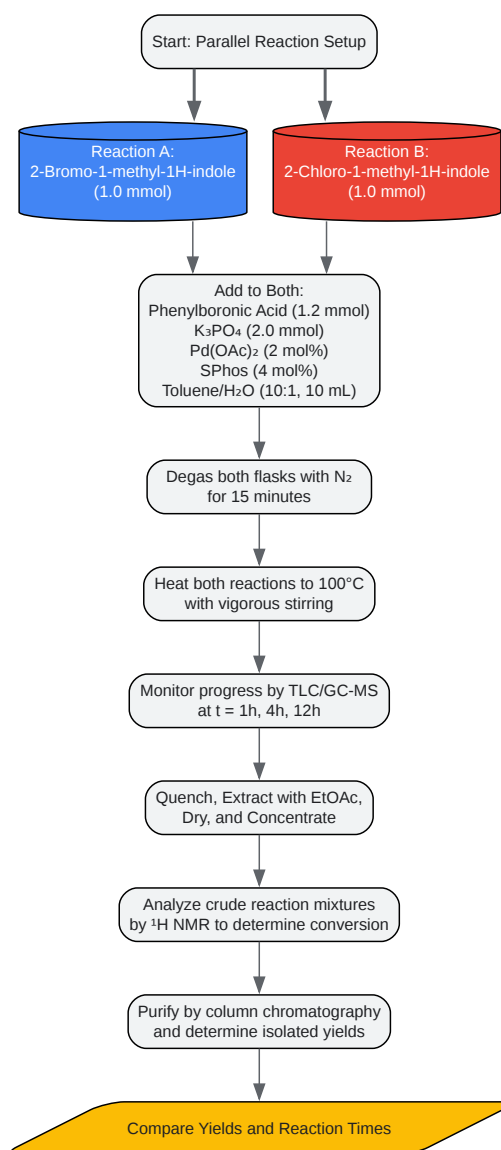 Start: Parallel Reaction Setup
Reaction A:
2-Bromo-1-methyl-1H-indole
(1.0 mmol)
Reaction B:
2-Chloro-1-methyl-1H-indole
(1.0 mmol)
Add to Both:
Phenylboronic Acid (1.2 mmol)
K₃PO₄ (2.0 mmol)
Pd(OAc)₂ (2 mol%)
SPhos (4 mol%)
Toluene/H₂O (10:1, 10 mL)
Degas both flasks with N₂
for 15 minutes
Heat both reactions to 100°C
with vigorous stirring
Monitor progress by TLC/GC-MS
at t = 1h, 4h, 12h
Quench, Extract with EtOAc,
Dry, and Concentrate
Analyze crude reaction mixtures
by ¹H NMR to determine conversion
Purify by column chromatography
and determine isolated yields
Compare Yields and Reaction Times